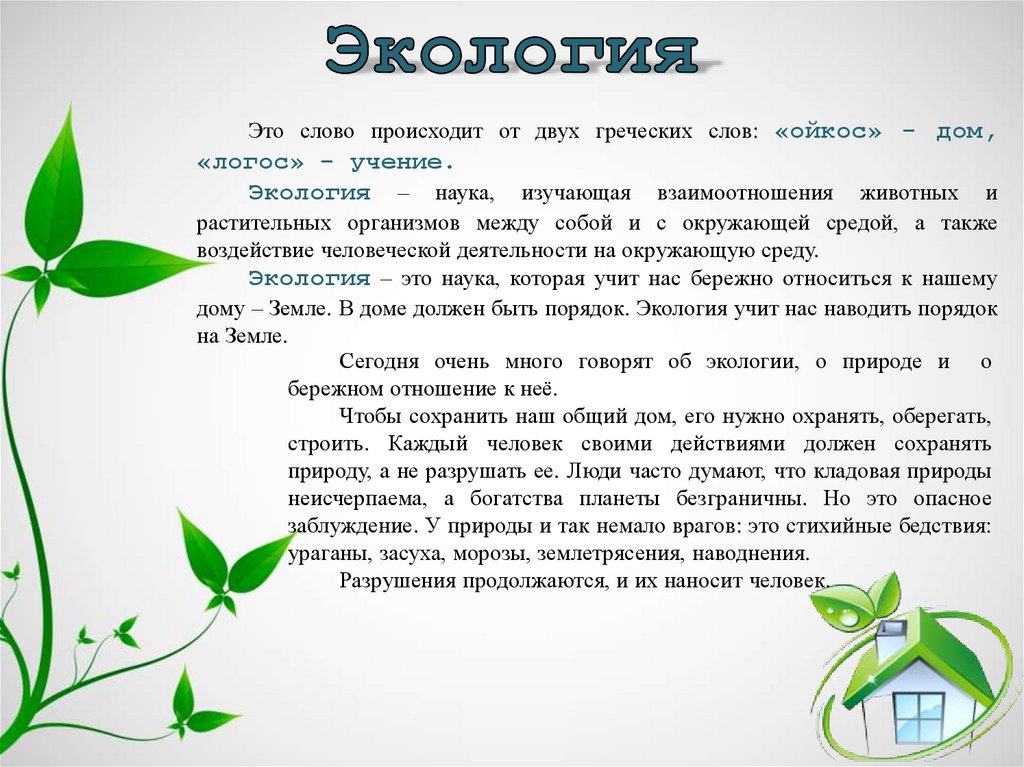 Экология
Это слово происходит от двух греческих слов: «ойкос» - дом,
«логос» - учение.
Экология – наука, изучающая взаимоотношения животных и
растительных организмов между собой и с окружающей средой, а также
воздействие человеческой деятельности на окружающую среду.
Экология – это наука, которая учит нас бережно относиться к нашему
дому – Земле. В доме должен быть порядок. Экология учит нас наводить порядок
на Земле.
Сегодня очень много говорят об экологии, о природе и о
бережном отношение к неё.
Чтобы сохранить наш общий дом, его нужно охранять, оберегать,
строить. Каждый человек своими действиями должен сохранять
природу, а не разрушать ее. Люди часто думают, что кладовая природы
неисчерпаема, а богатства планеты безграничны. Но это опасное
заблуждение. У природы и так немало врагов: это стихийные бедствия:
ураганы, засуха, морозы, землетрясения, наводнения.
Разрушения продолжаются, и их наносит человек.